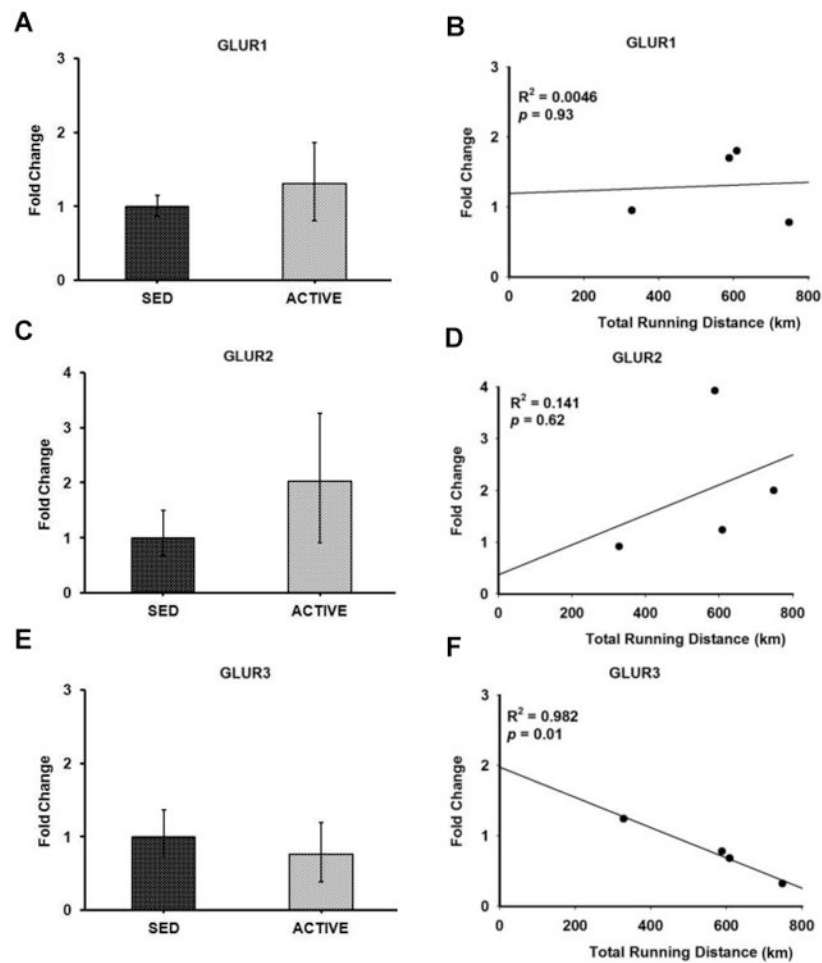 A
GLUR1
Fold Change
3
2
1
0
SED
ACTIVE
B
GLUR1
R² = 0.0046
p = 0.93
Fold Change
3
2
1
0
0
200
400
600
800
Total Running Distance (km)
C
GLUR2
Fold Change
4
3
2
1
0
SED
ACTIVE
D
GLUR2
R² = 0.141
p = 0.62
Fold Change
4
3
2
1
0
0
200
400
600
800
Total Running Distance (km)
E
GLUR3
Fold Change
3
2
1
0
SED
ACTIVE
F
GLUR3
R² = 0.982
p = 0.01
Fold Change
3
2
1
0
0
200
400
600
800
Total Running Distance (km)